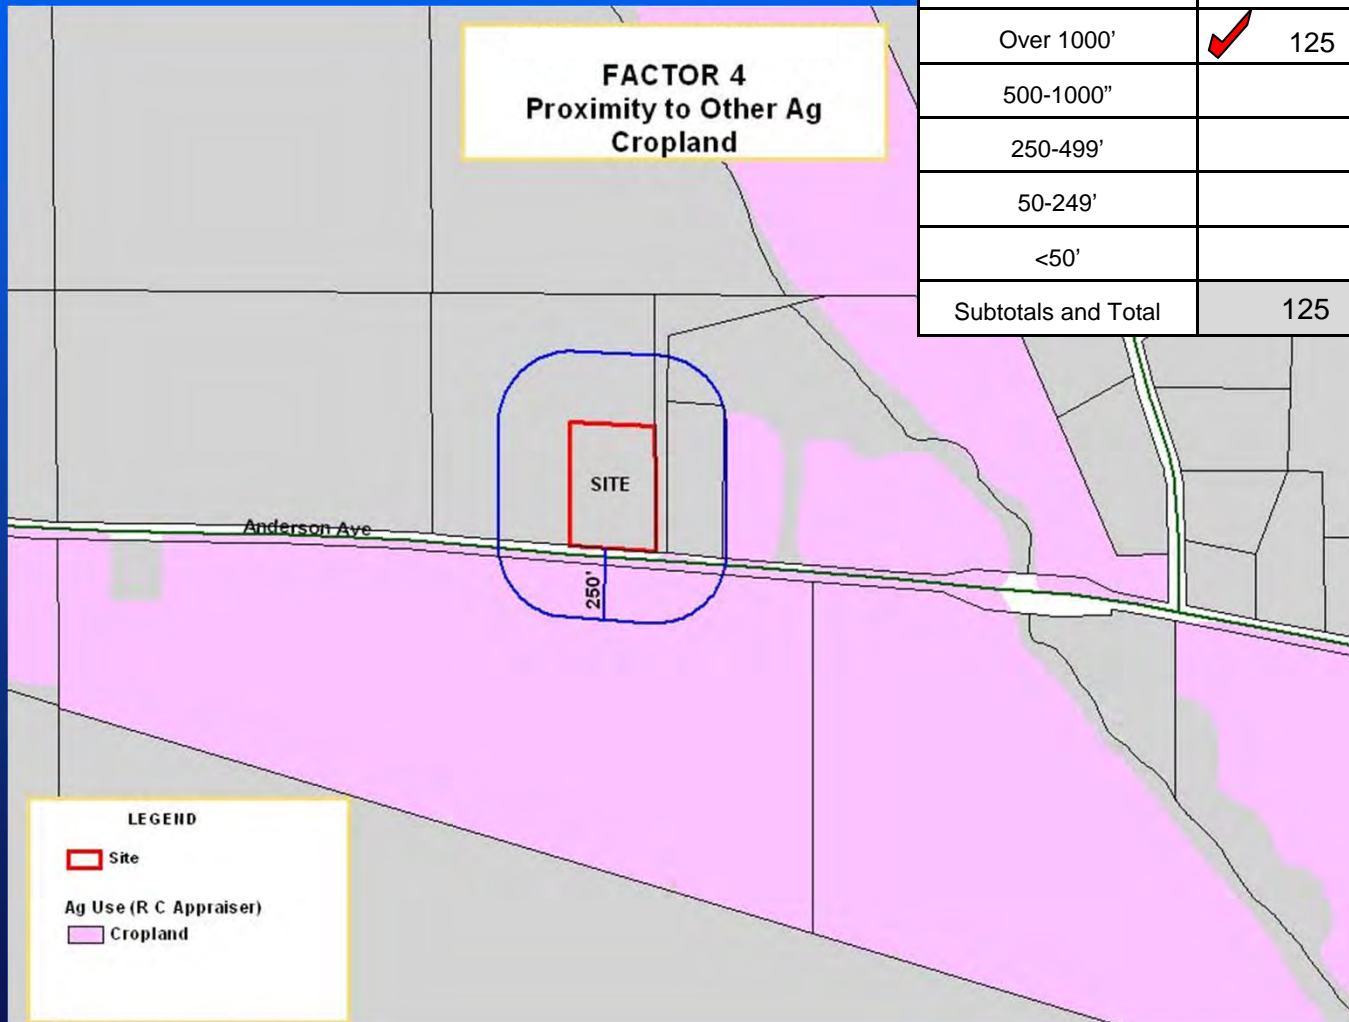 FACTOR 4
Proximity to Other Ag
Cropland
Over 1000’ 125
500-1000”
250-499’
50-249’
<50’
Subtotals and Total 125
SITE
Anderson Ave
250'
LEGEND
Site
Ag Use (R C Appraiser)
Cropland